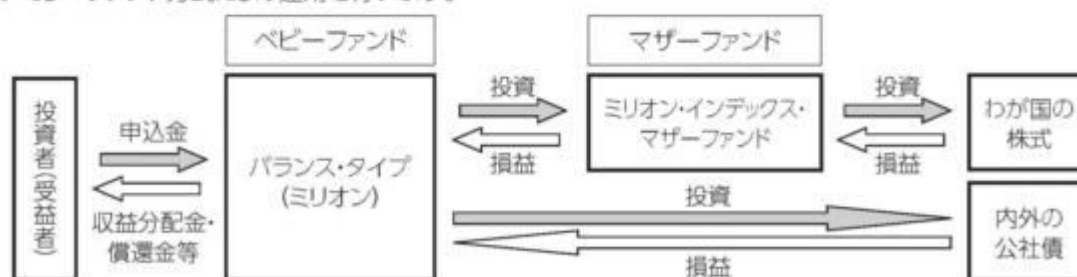 ベビーファンド
マザーファンド
投資者(受益者)
申込金
収益分配金・
償還金等
バランス・タイプ
(ミリオン)
投資
損益
ミリオン・インデックス・
マザーファンド
投資
損益
わが国の
株式
投資
損益
内外の
公社債